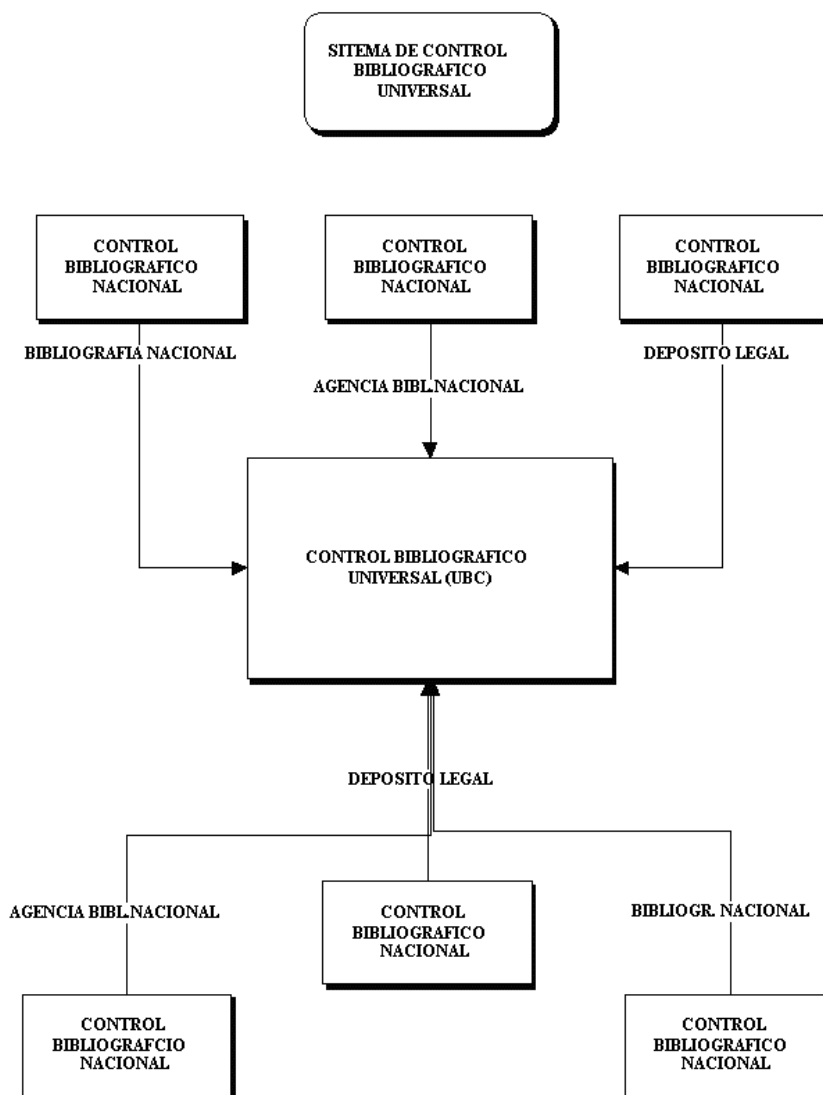 SITEMA DE CONTROL
BIBLIOGRAFICO
UNIVERSAL
CONTROL
BIBLIOGRAFICO
NACIONAL
CONTROL
BIBLIOGRAFICO
NACIONAL
CONTROL
BIBLIOGRAFICO
NACIONAL
BIBLIOGRAFIA NACIONAL
AGENCIA BIBL.NACIONAL
DEPOSITO LEGAL
CONTROL BIBLIOGRAFICO
UNIVERSAL (UBC)
DEPOSITO LEGAL
AGENCIA BIBL.NACIONAL
CONTROL
BIBLIOGRAFICO
NACIONAL
BIBLIOGR. NACIONAL
CONTROL
BIBLIOGRAFCIO
NACIONAL
CONTROL
BIBLIOGRAFICO
NACIONAL